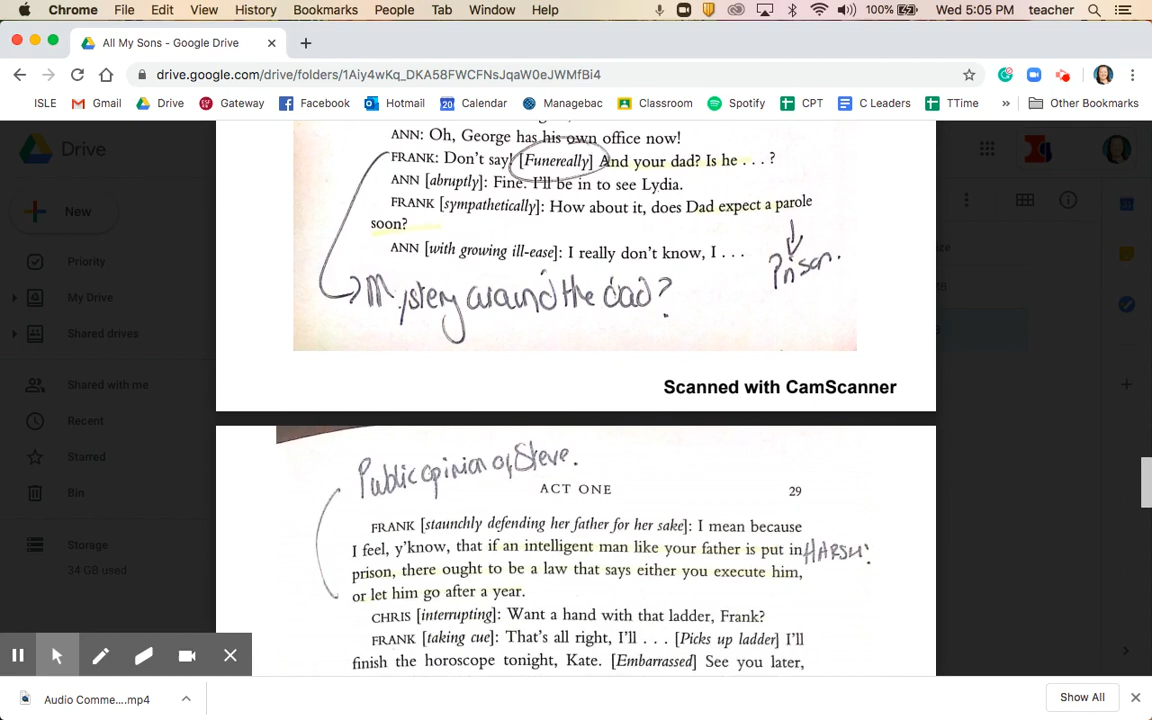 Chrome File Edit View History Bookmarks People Tab Window Help 100% Wed 5:05 PM teacher
All My Sons - Google Drive
drive.google.com/drive/folders/1Aiy4wKq_DKA58FWCFNsJqaW0eJWMfBi4
ISLE Gmail Drive Gateway Facebook Hotmail 20 Calendar Managebac Classroom Spotify CPT C Leaders TTime » Other Bookmarks
Drive
New
Priority
My Drive
Shared drives
Shared with me
Recent
Starred
Bin
Storage
34 GB used
ANN: Oh, George has his own office now!
FRANK: Don't say! [Funereally] And your dad? Is he . . . ?
ANN [abruptly]: Fine. I'll be in to see Lydia.
FRANK [sympathetically]: How about it, does Dad expect a parole
soon?
ANN [with growing ill-ease]: I really don't know, I . . .
Prison.
Mystery around the dad?
Scanned with CamScanner
Public opinion of Steve.
ACT ONE 29
FRANK [staunchly defending her father for her sake]: I mean because
I feel, y'know, that if an intelligent man like your father is put in
HARSH!
prison, there ought to be a law that says either you execute him,
or let him go after a year.
CHRIS [interrupting]: Want a hand with that ladder, Frank?
FRANK [taking cue]: That's all right, I'll . . . [Picks up ladder] I'll
finish the horoscope tonight, Kate. [Embarrassed] See you later,
Audio Comme....mp4
Show All